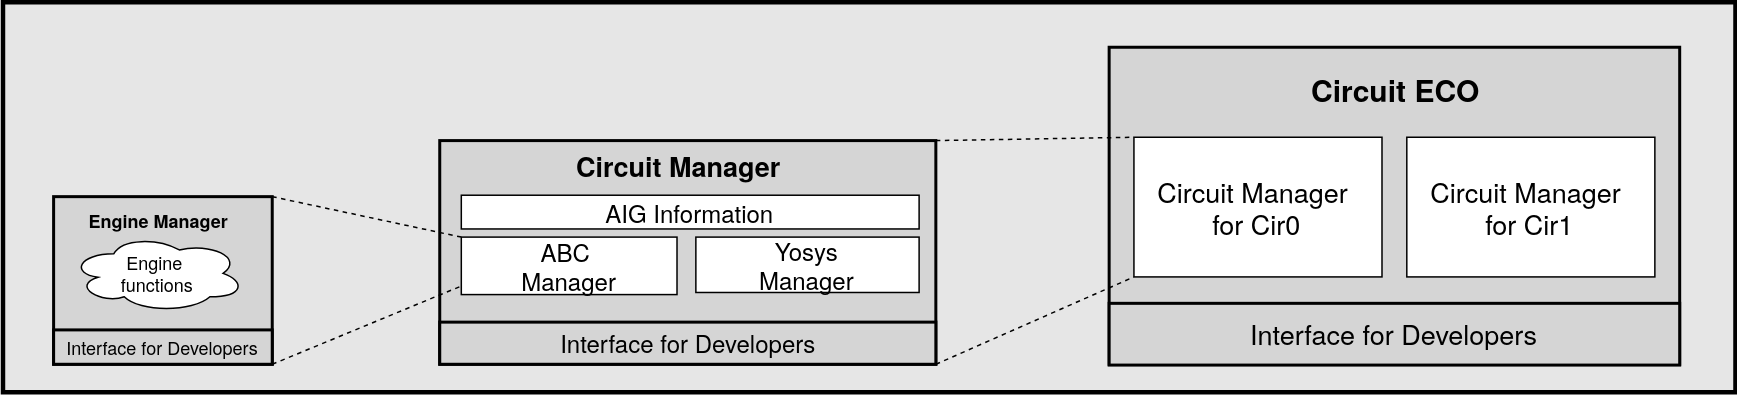 Engine Manager
Engine
functions
Interface for Developers
Circuit Manager
AIG Information
ABC
Manager
Yosys
Manager
Interface for Developers
Circuit ECO
Circuit Manager
for Cir0
Circuit Manager
for Cir1
Interface for Developers